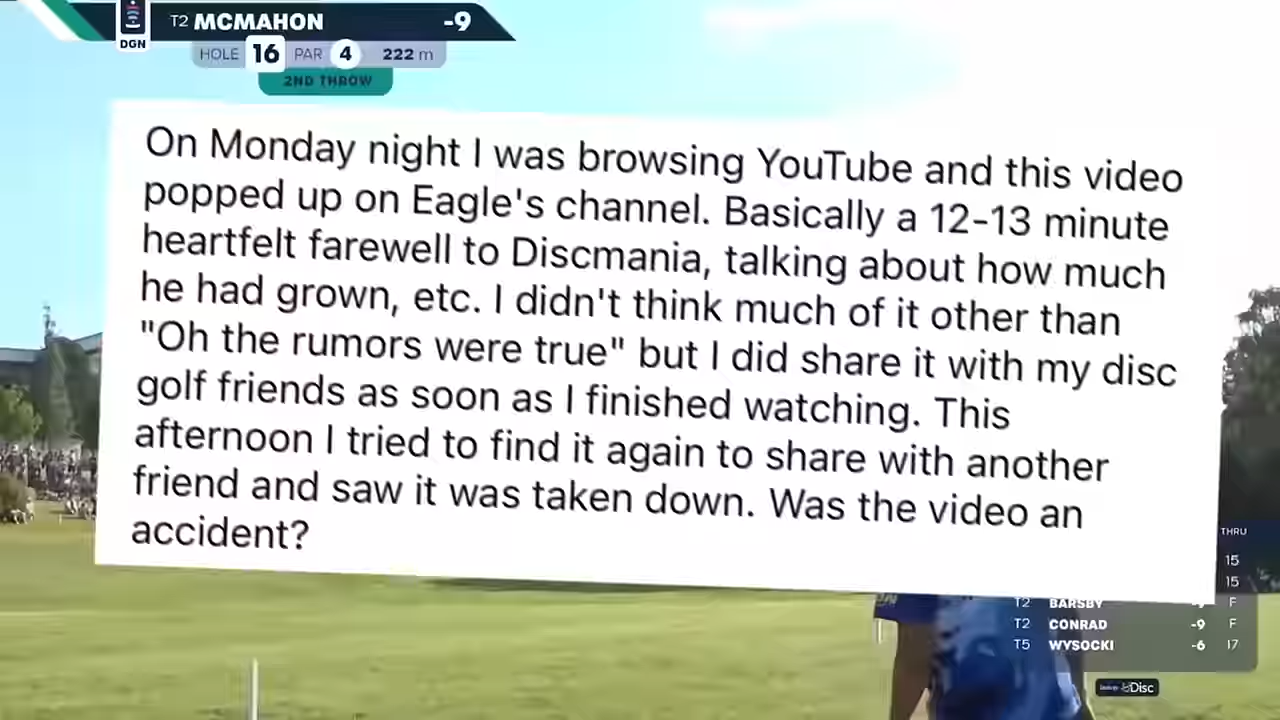 T2 MCMAHON -9
DGN
HOLE 16 PAR 4 222 m
2ND THROW
On Monday night I was browsing YouTube and this video
popped up on Eagle's channel. Basically a 12-13 minute
heartfelt farewell to Discmania, talking about how much
he had grown, etc. I didn't think much of it other than
"Oh the rumors were true" but I did share it with my disc
golf friends as soon as I finished watching. This
afternoon I tried to find it again to share with another
friend and saw it was taken down. Was the video an
accident?
THRU
15
15
T2 BARSBY F
T2 CONRAD -9 F
T5 WYSOCKI -6 17
Disc